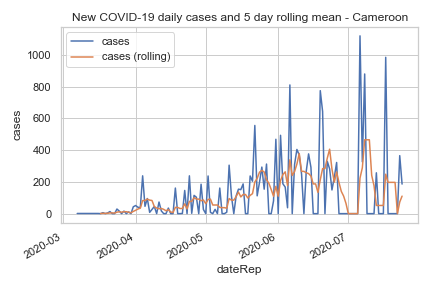 New COVID-19 daily cases and 5 day rolling mean - Cameroon
cases
cases (rolling)
1000
800
600
400
200
0
cases
2020-03
2020-04
2020-05
2020-06
2020-07
dateRep